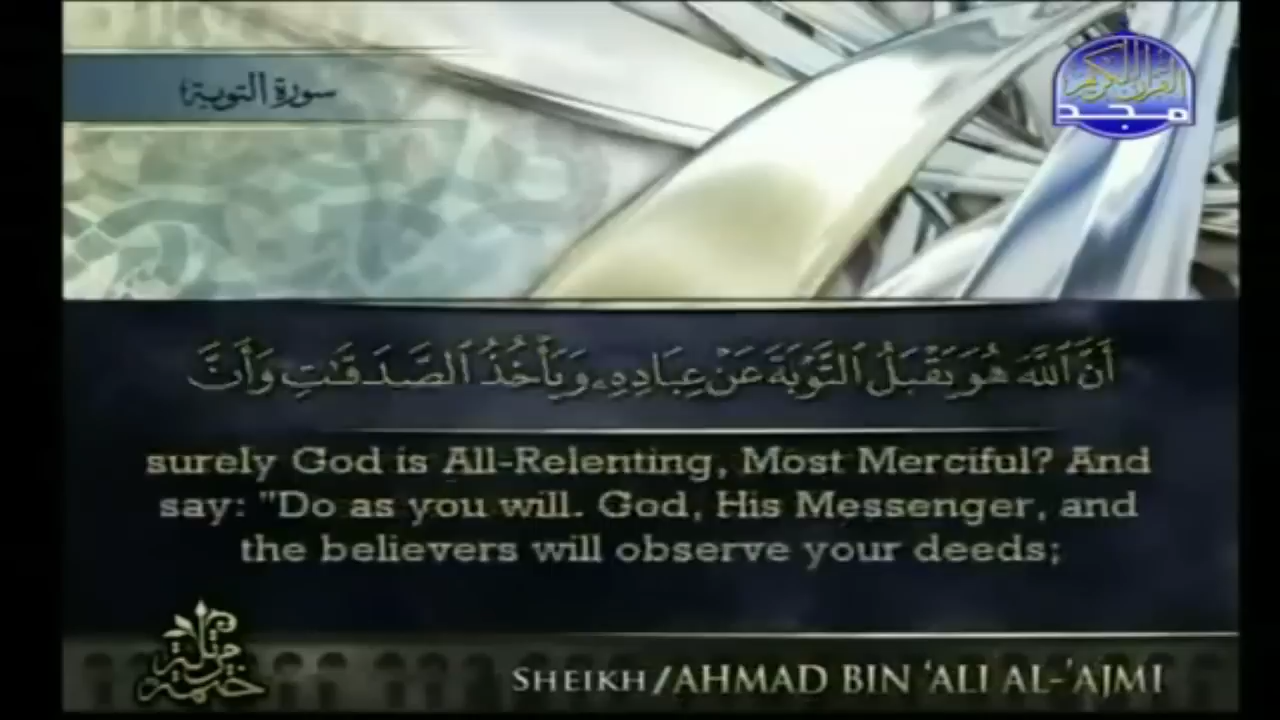 سورة التوبة
القرآن الكريم
مجد
أَنَّ ٱللَّهَ هُوَ يَقْبَلُ ٱلتَّوْبَةَ عَنْ عِبَادِهِۦ وَيَأْخُذُ ٱلصَّدَقَٰتِ وَأَنَّ
surely God is All-Relenting, Most Merciful? And
say: "Do as you will. God, His Messenger, and
the believers will observe your deeds;
ختمة مرتلة
SHEIKH/AHMAD BIN ‘ALI AL-’AJMI